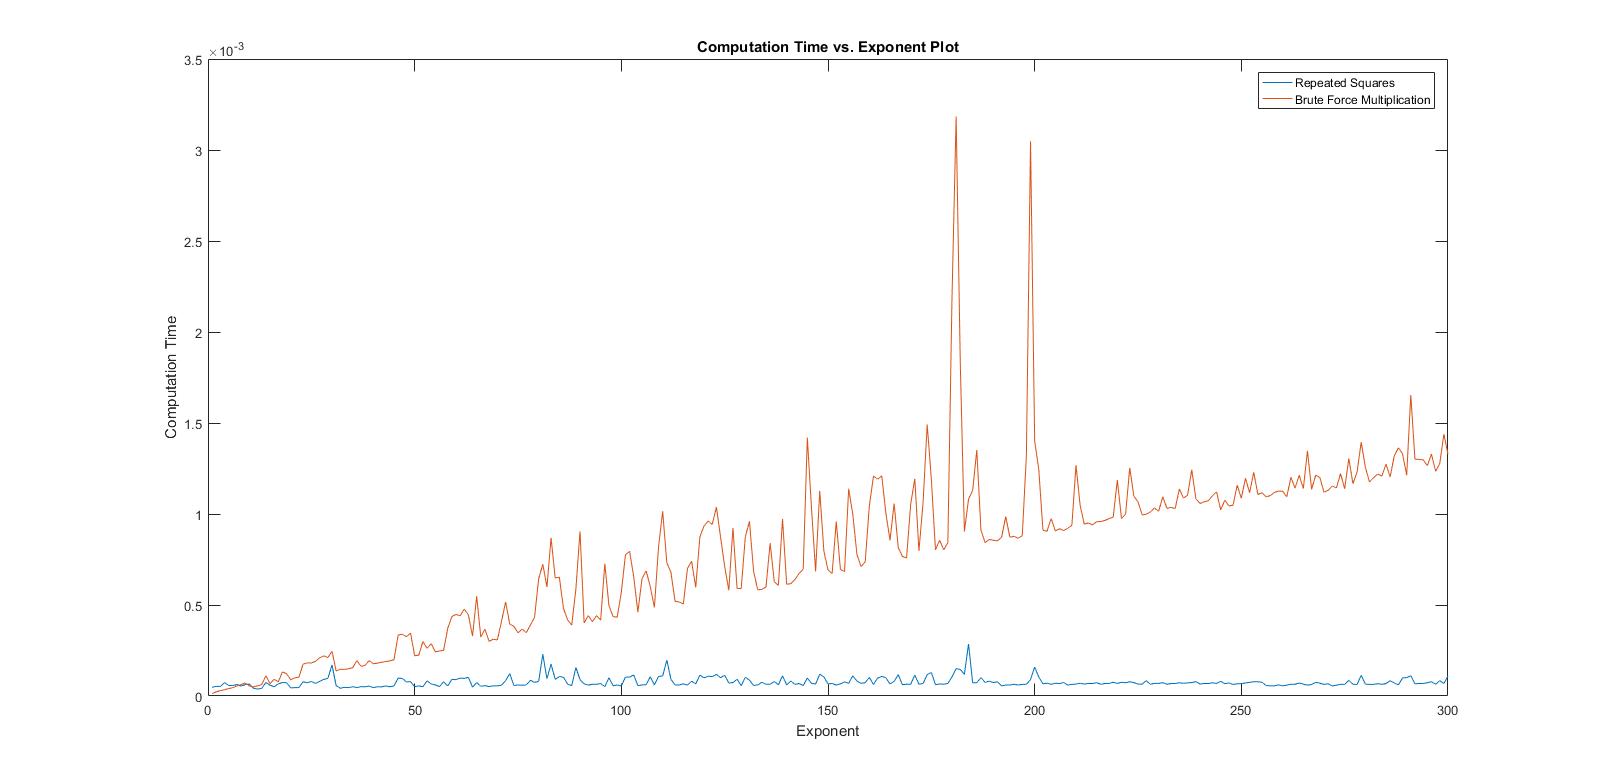 Computation Time vs. Exponent Plot
×10-3
3.5
3
2.5
2
1.5
1
0.5
0
Computation Time
0 50 100 150 200 250 300
Exponent
Repeated Squares
Brute Force Multiplication